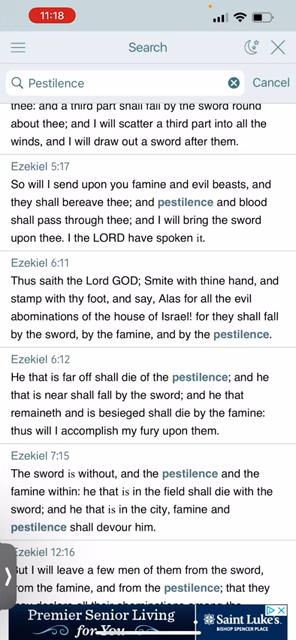 11:18
Search
Pestilence
Cancel
thee: and a third part shall fall by the sword round
about thee; and I will scatter a third part into all the
winds, and I will draw out a sword after them.
Ezekiel 5:17
So will I send upon you famine and evil beasts, and
they shall bereave thee; and pestilence and blood
shall pass through thee; and I will bring the sword
upon thee. I the LORD have spoken it.
Ezekiel 6:11
Thus saith the Lord GOD; Smite with thine hand, and
stamp with thy foot, and say, Alas for all the evil
abominations of the house of Israel! for they shall fall
by the sword, by the famine, and by the pestilence.
Ezekiel 6:12
He that is far off shall die of the pestilence; and he
that is near shall fall by the sword; and he that
remaineth and is besieged shall die by the famine:
thus will I accomplish my fury upon them.
Ezekiel 7:15
The sword is without, and the pestilence and the
famine within: he that is in the field shall die with the
sword; and he that is in the city, famine and
pestilence shall devour him.
Ezekiel 12:16
But I will leave a few men of them from the sword,
from the famine, and from the pestilence; that they
may declare all their abominations among the
Premier Senior Living
for You
Saint Luke's
BISHOP SPENCER PLACE